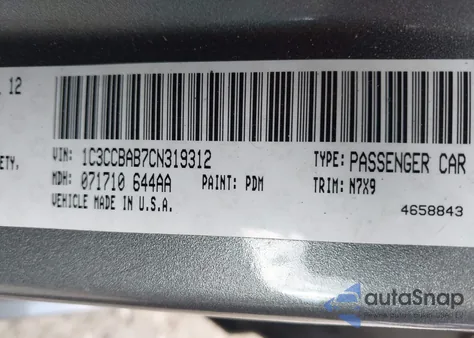 12
ETY,
VIN: 1C3CCBAB7CN319312
TYPE: PASSENGER CAR
MDH: 071710 644AA
PAINT: PDM
TRIM: N7X9
VEHICLE MADE IN U.S.A.
4658843
autoSnap